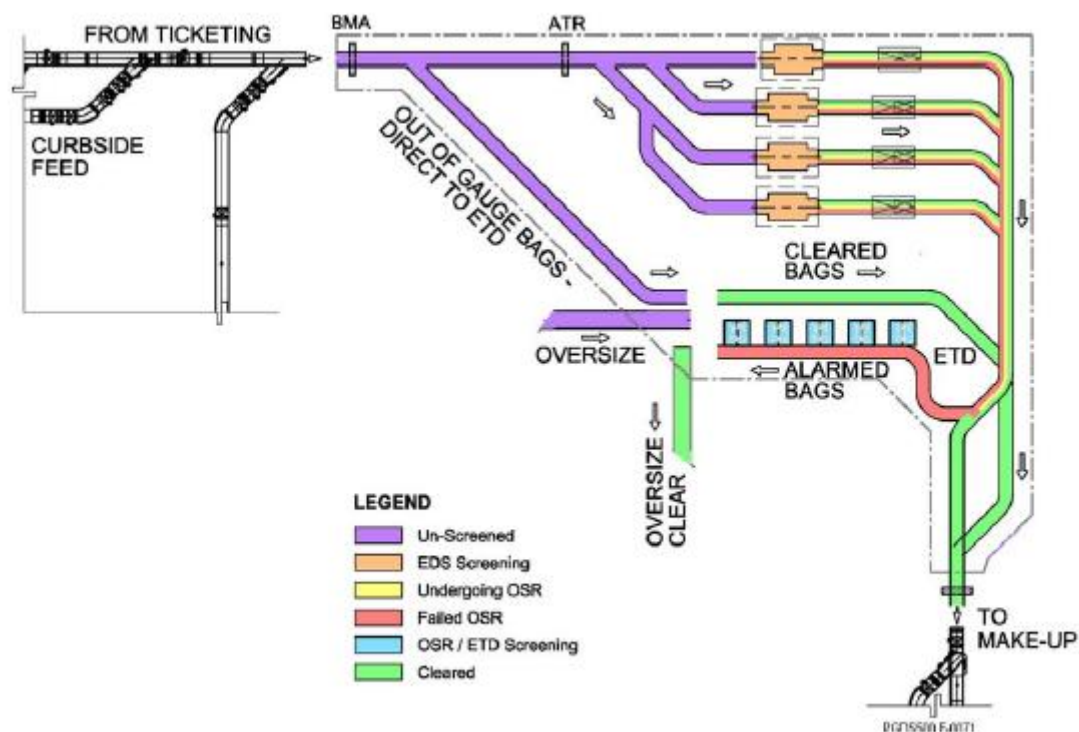 BMA
ATR
FROM TICKETING
CURBSIDE
FEED
OUT OF GAUGE BAGS -
DIRECT TO ETD
CLEARED
BAGS
OVERSIZE
ETD
ALARMED
BAGS
OVERSIZE
CLEAR
LEGEND
Un-Screened
EDS Screening
Undergoing OSR
Failed OSR
OSR / ETD Screening
Cleared
TO
MAKE-UP